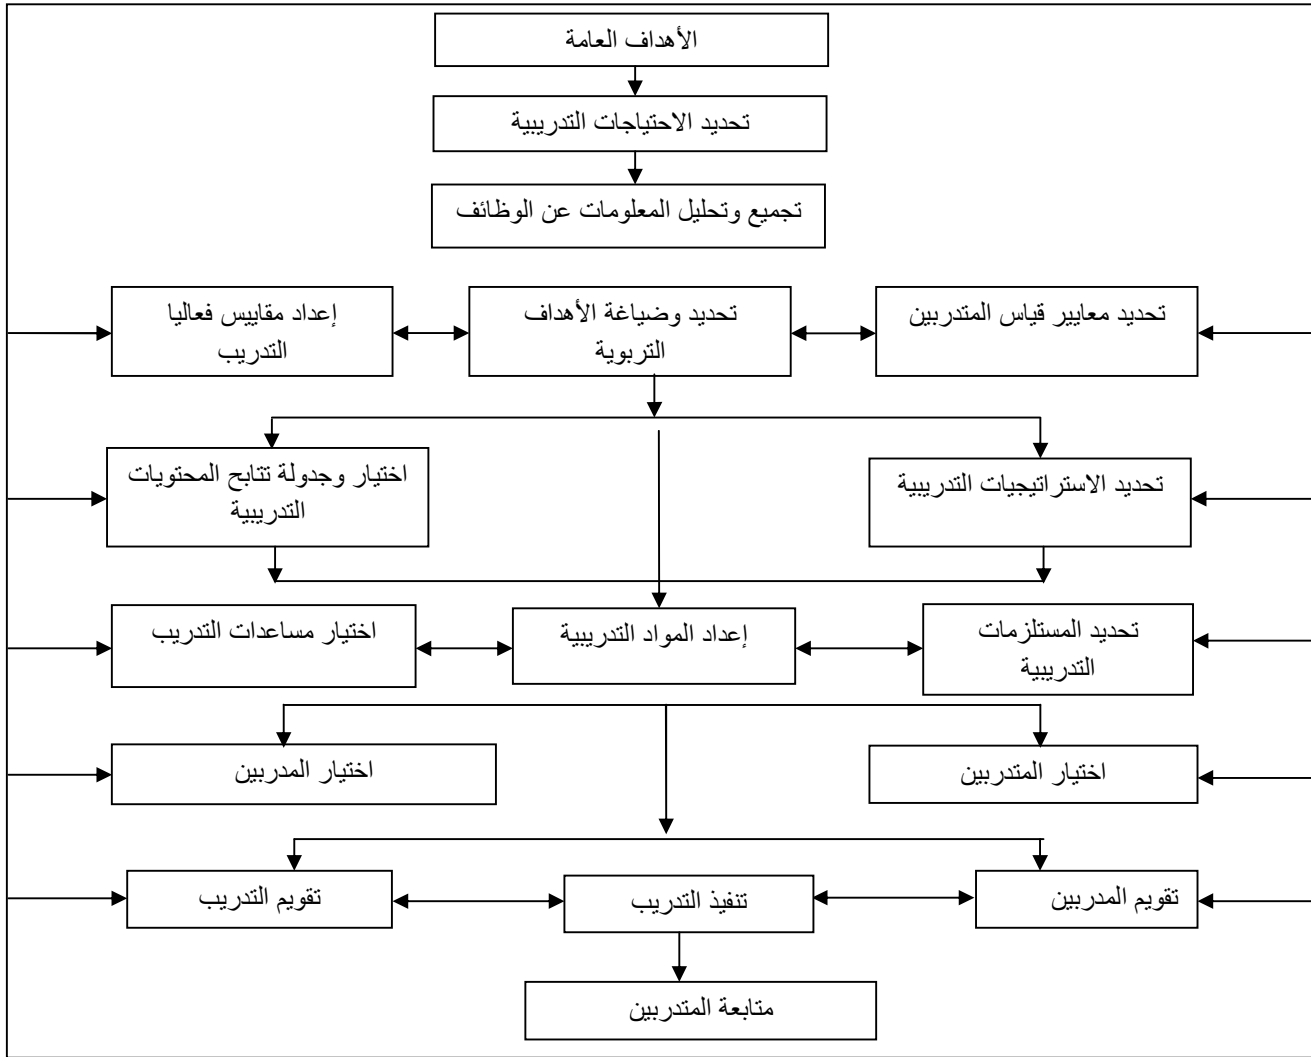 الأهداف العامة
تحديد الاحتياجات التدريبية
تجميع وتحليل المعلومات عن الوظائف
تحديد معايير قياس المتدربين
تحديد وضياغة الأهداف
التربوية
إعداد مقاييس فعاليا
التدريب
تحديد الاستراتيجيات التدريبية
اختيار وجدولة تتابح المحتويات
التدريبية
تحديد المستلزمات
التدريبية
إعداد المواد التدريبية
اختيار مساعدات التدريب
اختيار المتدربين
اختيار المدربين
تقويم المدربين
تنفيذ التدريب
تقويم التدريب
متابعة المتدربين